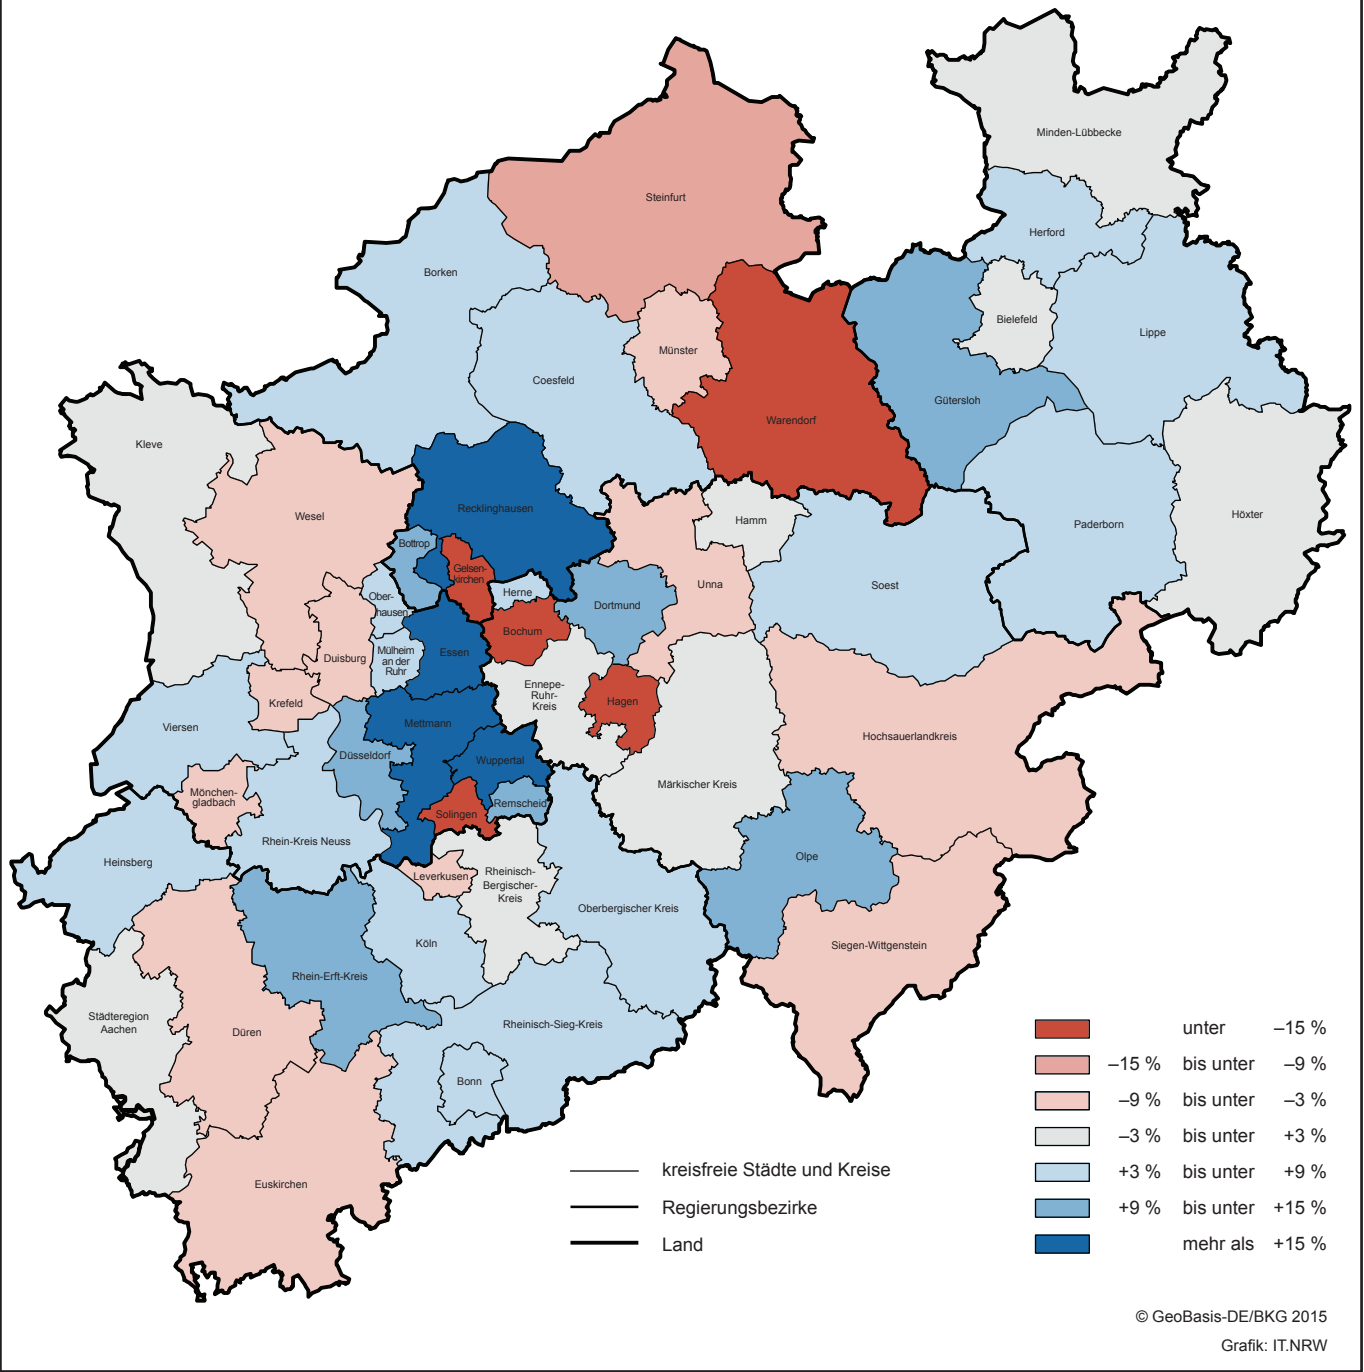 Minden-Lübbecke
Steinfurt
Herford
Borken
Bielefeld
Lippe
Münster
Coesfeld
Gütersloh
Warendorf
Kleve
Recklinghausen
Wesel
Höxter
Hamm
Paderborn
Bottrop
Gelsen-
kirchen
Unna
Soest
Herne
Ober-
hausen
Dortmund
Bochum
Essen
Mülheim
an der
Ruhr
Duisburg
Ennepe-
Ruhr-
Kreis
Hagen
Krefeld
Viersen
Mettmann
Hochsauerlandkreis
Düsseldorf
Wuppertal
Märkischer Kreis
Mönchen-
gladbach
Remscheid
Solingen
Rhein-Kreis Neuss
Olpe
Heinsberg
Leverkusen
Rheinisch-
Bergischer-
Kreis
Oberbergischer Kreis
Köln
Siegen-Wittgenstein
Rhein-Erft-Kreis
Städteregion
Aachen
Düren
Rheinisch-Sieg-Kreis
Bonn
Euskirchen
unter –15 %
–15 % bis unter –9 %
–9 % bis unter –3 %
–3 % bis unter +3 %
+3 % bis unter +9 %
+9 % bis unter +15 %
mehr als +15 %
kreisfreie Städte und Kreise
Regierungsbezirke
Land
© GeoBasis-DE/BKG 2015
Grafik: IT.NRW